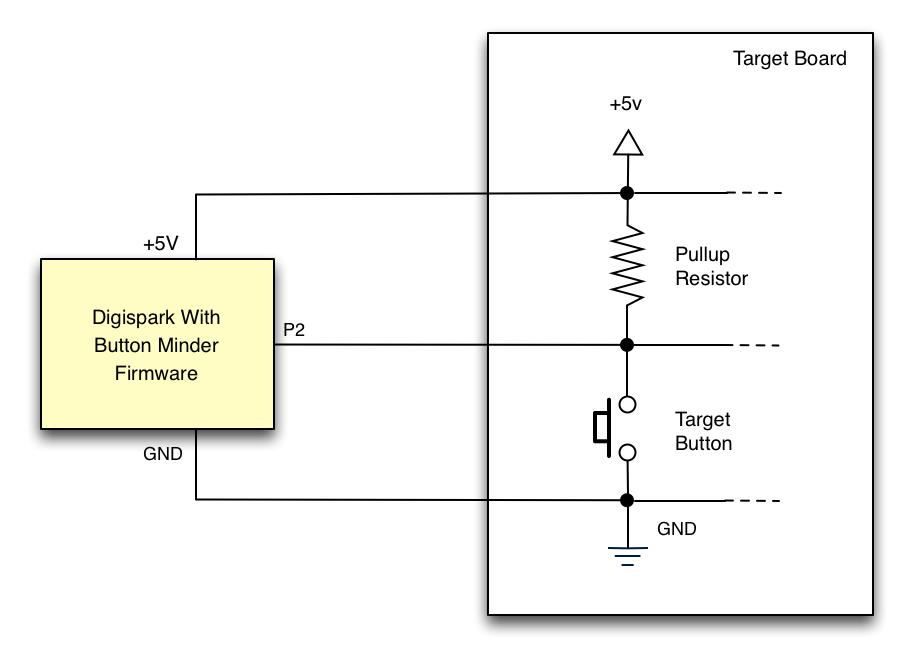 Target Board
+5v
+5V
Pullup
Resistor
Digispark With
Button Minder
Firmware
P2
Target
Button
GND
GND